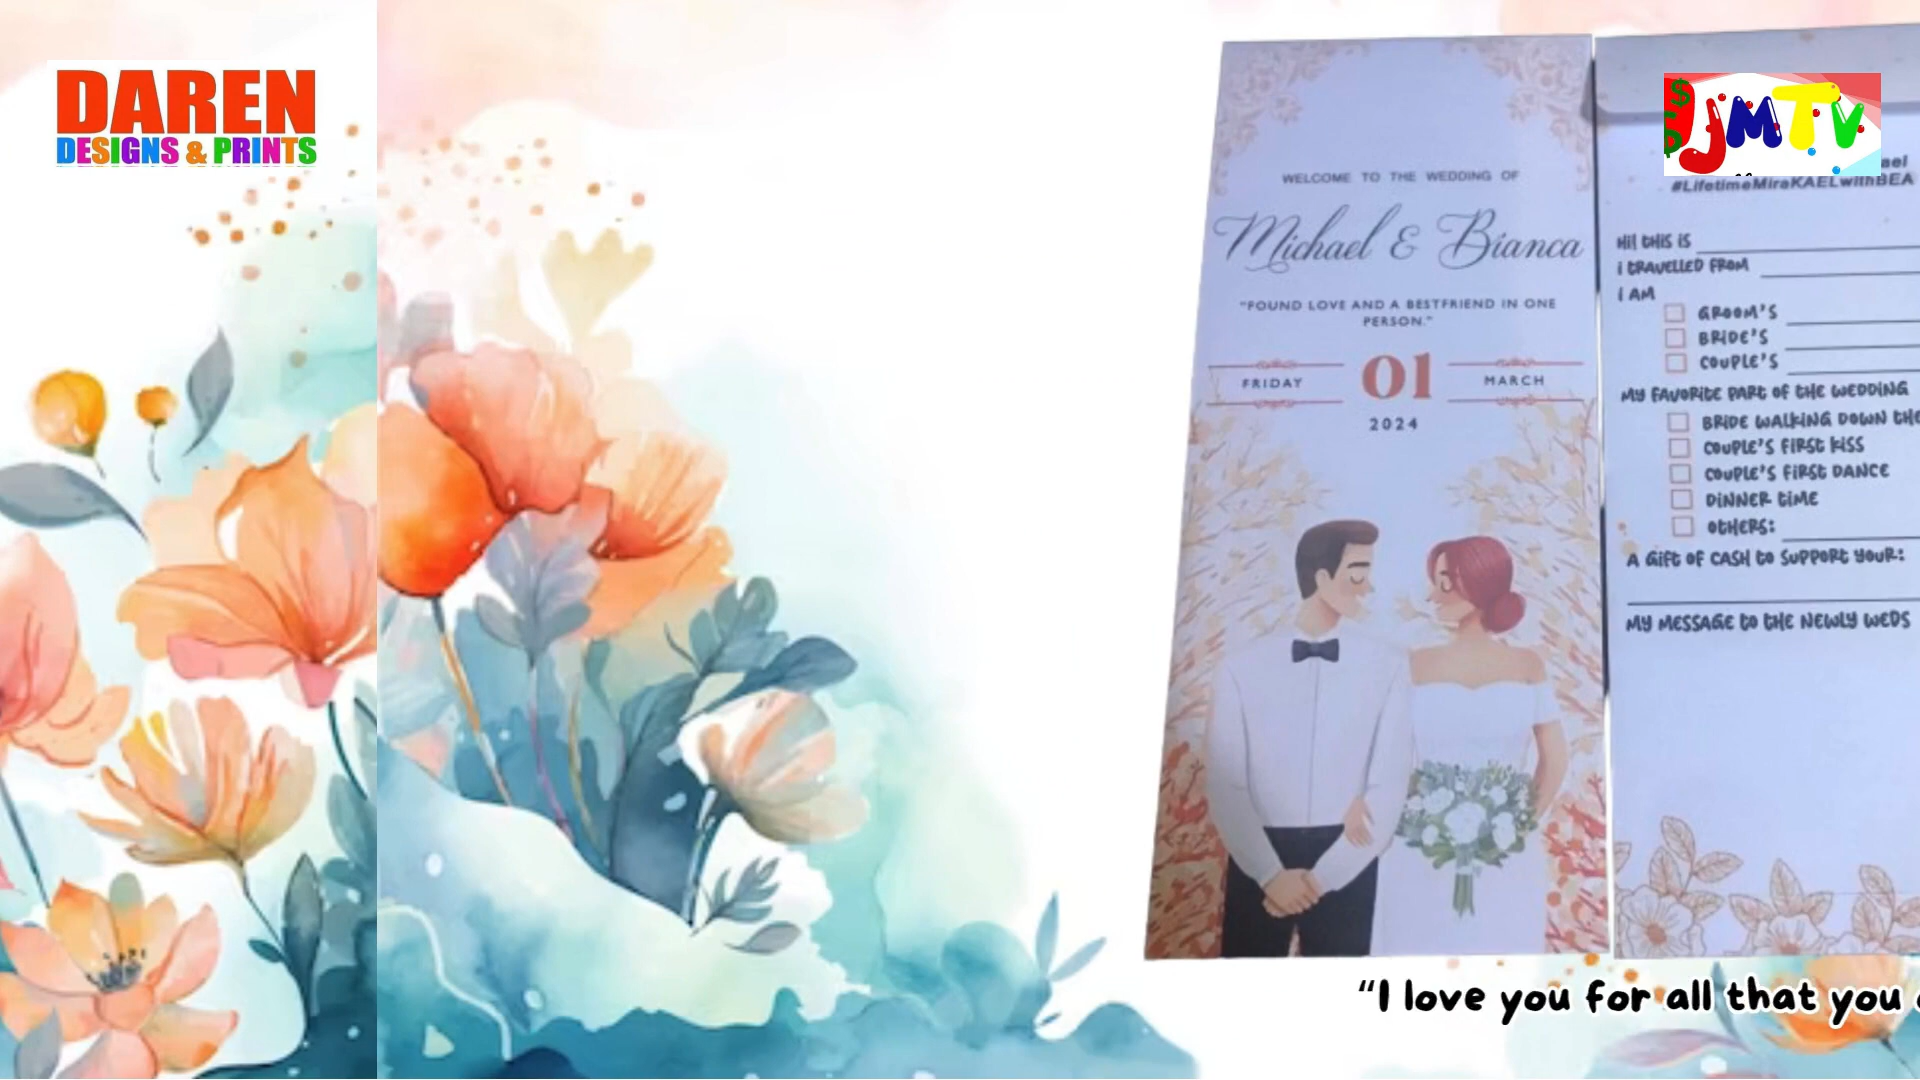 DAREN
DESIGNS & PRINTS
JMTV
WELCOME TO THE WEDDING OF
Michael & Bianca
"FOUND LOVE AND A BESTFRIEND IN ONE
PERSON."
FRIDAY 01 MARCH
2024
#LifetimeMiraKAELwithBEA
Hi! this is
i travelled from
i am
Groom's
Bride's
Couple's
My favorite part of the wedding
Bride walking down the
Couple's first kiss
Couple's first dance
Dinner time
Others:
A gift of cash to support your:
My message to the newly weds
"I love you for all that you